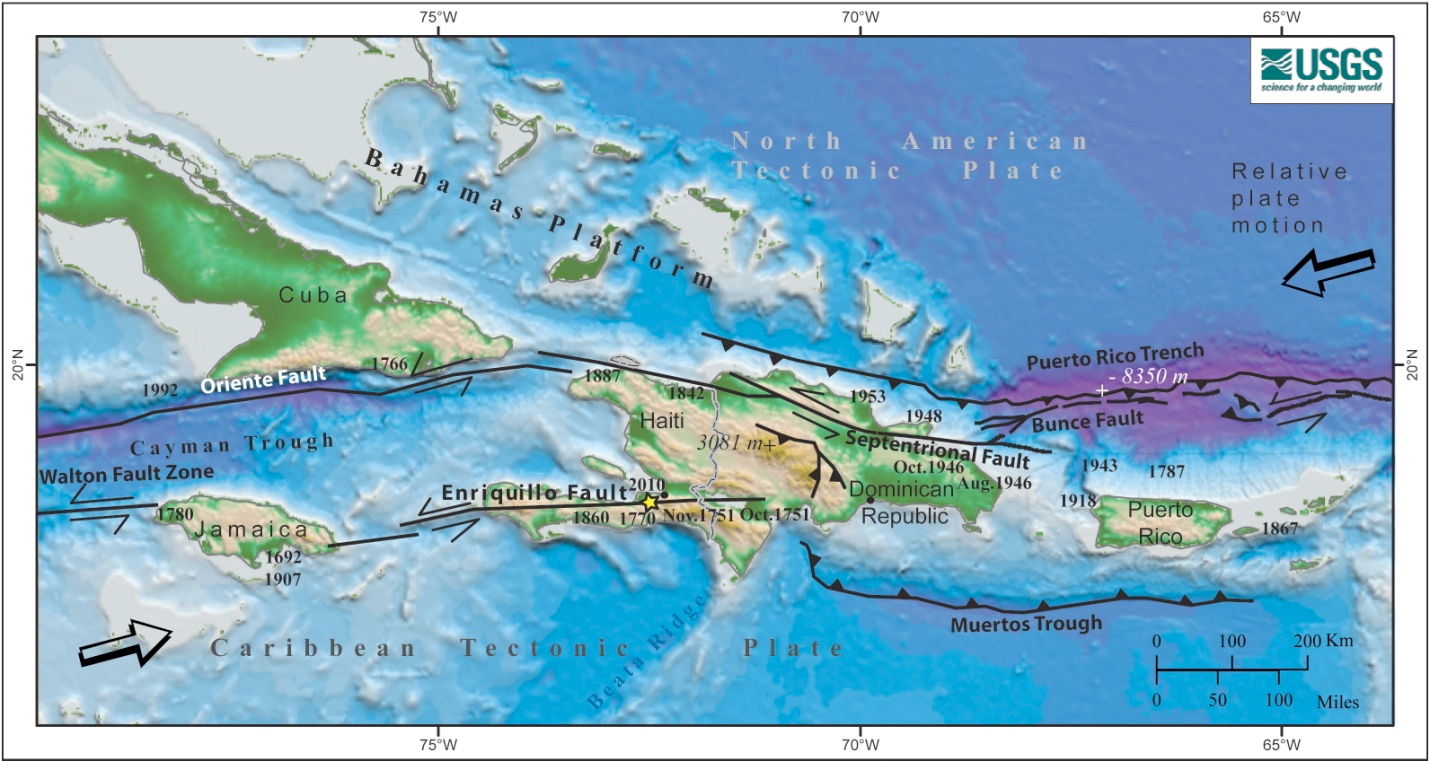 75°W
70°W
65°W
USGS
science for a changing world
North American
Tectonic Plate
Relative
plate
motion
Bahamas Platform
Cuba
20°N
20°N
1766
1992
Oriente Fault
1887
1842
Puerto Rico Trench
- 8350 m
+
1953
1948
Bunce Fault
Haiti
Cayman Trough
3081 m+
Septentrional Fault
Oct.1946
Aug.1946
1943
1787
Walton Fault Zone
Enriquillo Fault
2010
Dominican
Republic
1918
Puerto
Rico
1780
Jamaica
1860
1770
Nov.1751
Oct.1751
1867
1692
1907
Muertos Trough
Caribbean Tectonic Plate
Beata Ridge
0 100 200 Km
0 50 100 Miles
75°W
70°W
65°W